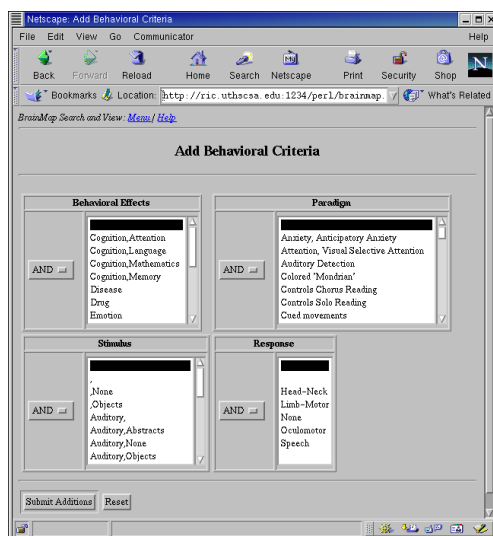 Netscape: Add Behavioral Criteria
File Edit View Go Communicator Help
Back Forward Reload Home Search Netscape Print Security Shop N
Bookmarks Location: http://ric.uthscsa.edu:1234/perl/brainmap. What's Related
BrainMap Search and View: Menu / Help
Add Behavioral Criteria
Behavioral Effects
AND
Cognition,Attention
Cognition,Language
Cognition,Mathematics
Cognition,Memory
Disease
Drug
Emotion
Paradigm
AND
Anxiety, Anticipatory Anxiety
Attention, Visual Selective Attention
Auditory Detection
Colored "Mondrian"
Controls Chorus Reading
Controls Solo Reading
Cued movements
Stimulus
AND
,
,None
,Objects
Auditory,
Auditory,Abstracts
Auditory,None
Auditory,Objects
Response
AND
Head-Neck
Limb-Motor
None
Oculomotor
Speech
Submit Additions Reset